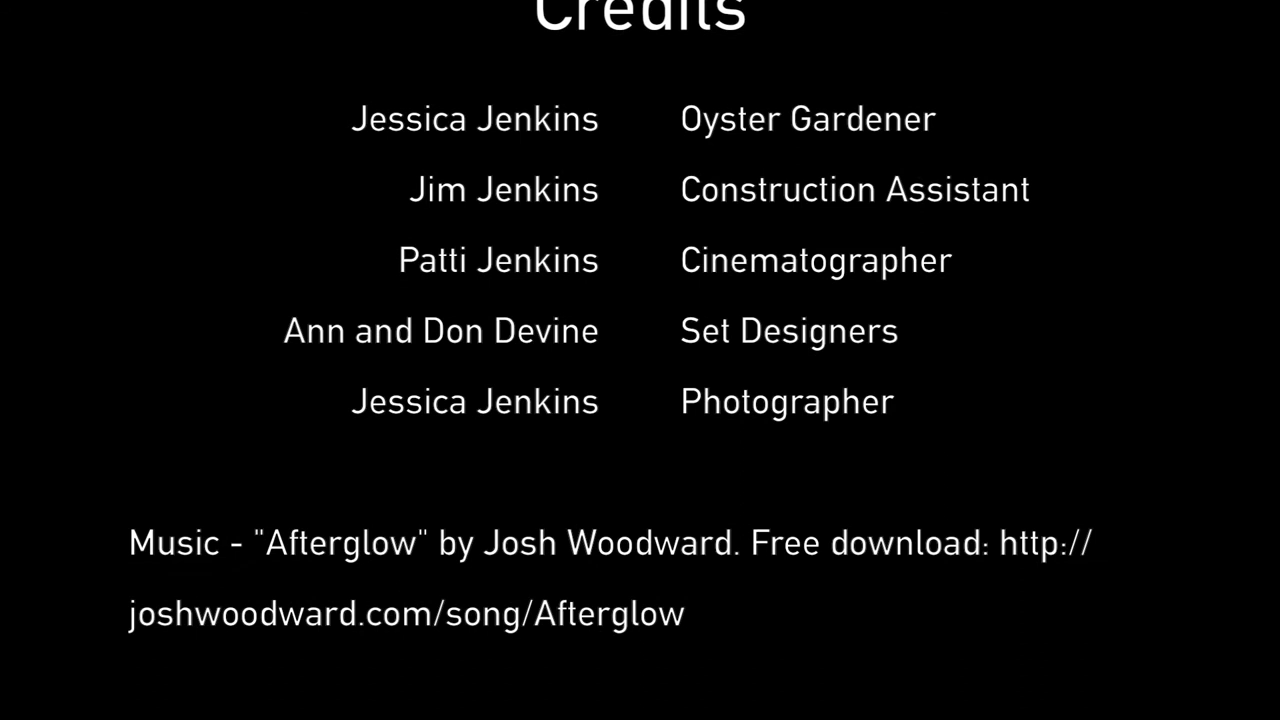 Credits
Jessica Jenkins Oyster Gardener
Jim Jenkins Construction Assistant
Patti Jenkins Cinematographer
Ann and Don Devine Set Designers
Jessica Jenkins Photographer
Music - "Afterglow" by Josh Woodward. Free download: http://
joshwoodward.com/song/Afterglow